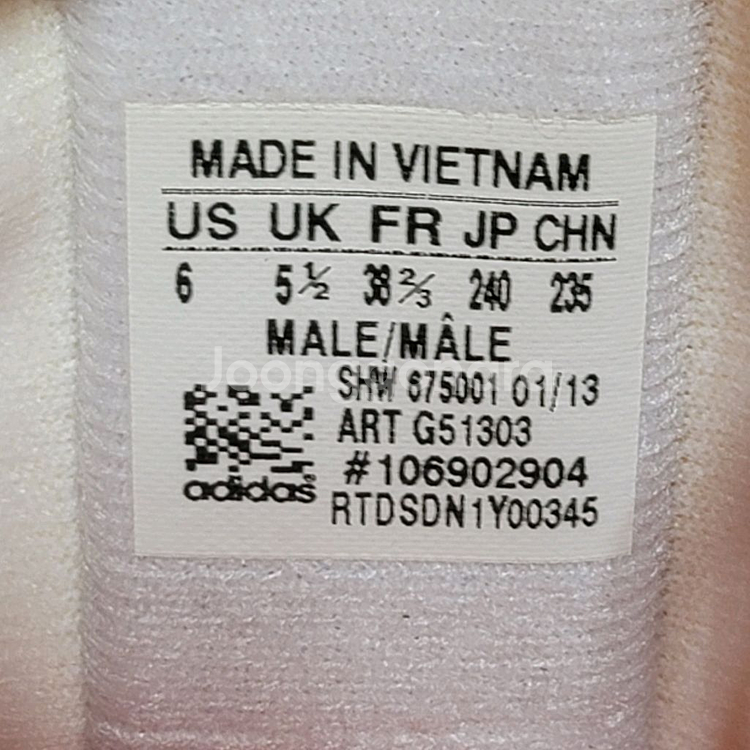 MADE IN VIETNAM
US UK FR JP CHN
6 5½ 38⅔ 240 235
MALE/MÂLE
SHW 675001 01/13
ART G51303
#106902904
adidas RTDSDN1Y00345